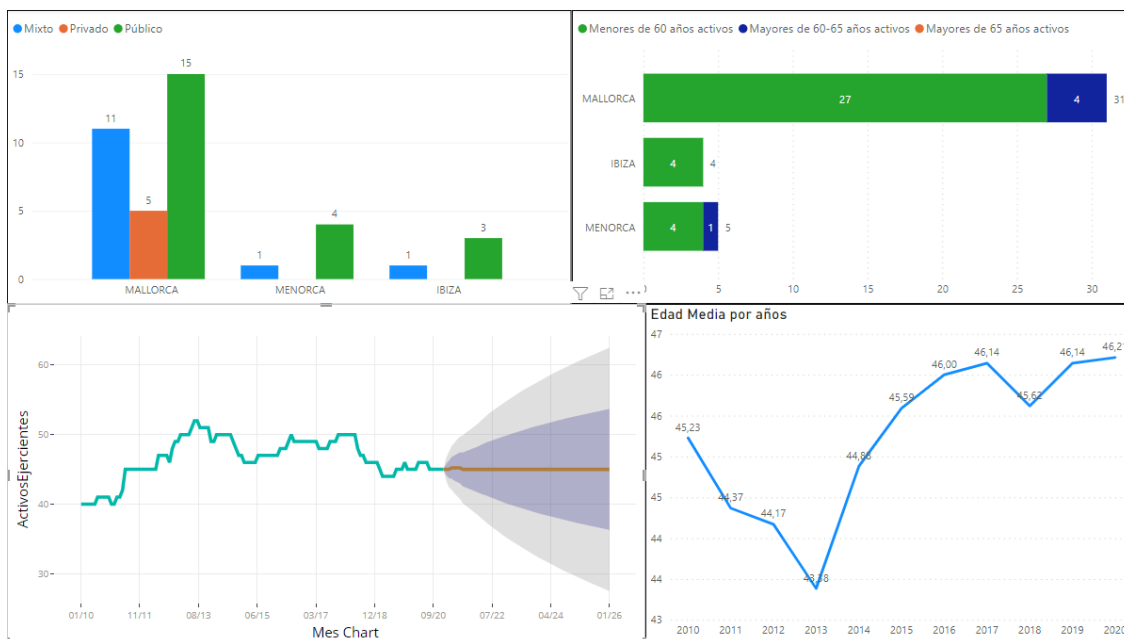 Mixto Privado Público
15
10
5
0
11
5
15
1
4
1
3
MALLORCA MENORCA IBIZA
Menores de 60 años activos Mayores de 60-65 años activos Mayores de 65 años activos
MALLORCA 27 4 31
IBIZA 4 4
MENORCA 4 1 5
0 5 10 15 20 25 30
ActivosEjercientes
60
50
40
30
01/10 11/11 08/13 06/15 03/17 12/18 09/20 07/22 04/24 01/26
Mes Chart
Edad Media por años
47
46
46
45
45
44
44
43
45,23
44,37
44,17
43,38
44,88
45,59
46,00
46,14
45,62
46,14
46,21
2010 2011 2012 2013 2014 2015 2016 2017 2018 2019 2020